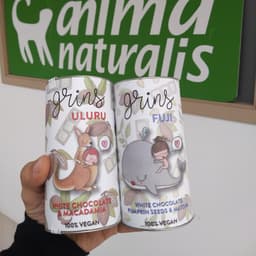 anima
naturalis
grins
ULURU
WHITE CHOCOLATE
& MACADAMIA
100% VEGAN
grins
FUJI
WHITE CHOCOLATE
PUMPKIN SEEDS & MATCHA
100% VEGAN